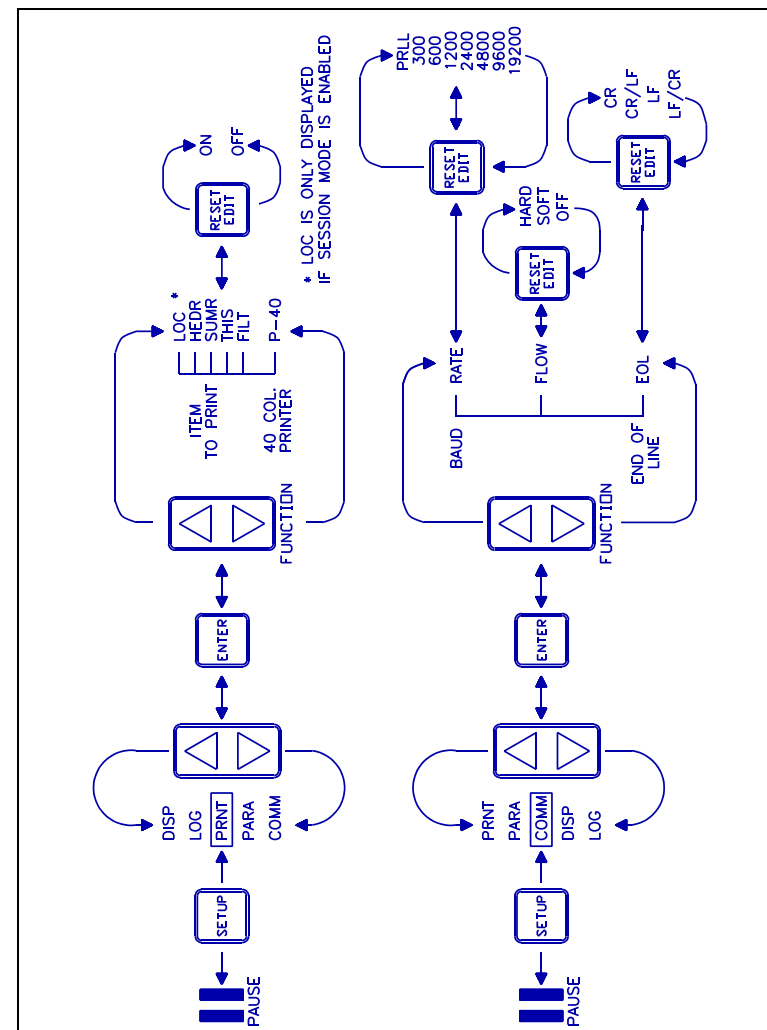 PAUSE
SETUP
DISP
LOG
PRNT
PARA
COMM
ENTER
FUNCTION
ITEM
TO PRINT
40 COL.
PRINTER
LOC *
HEDR
SUMR
THIS
FILT
P-40
RESET
EDIT
ON
OFF
* LOC IS ONLY DISPLAYED
IF SESSION MODE IS ENABLED
PAUSE
SETUP
PRNT
PARA
COMM
DISP
LOG
ENTER
FUNCTION
BAUD
RATE
RESET
EDIT
PRLL
300
600
1200
2400
4800
9600
19200
FLOW
RESET
EDIT
HARD
SOFT
OFF
END OF
LINE
EOL
RESET
EDIT
CR
CR/LF
LF
LF/CR